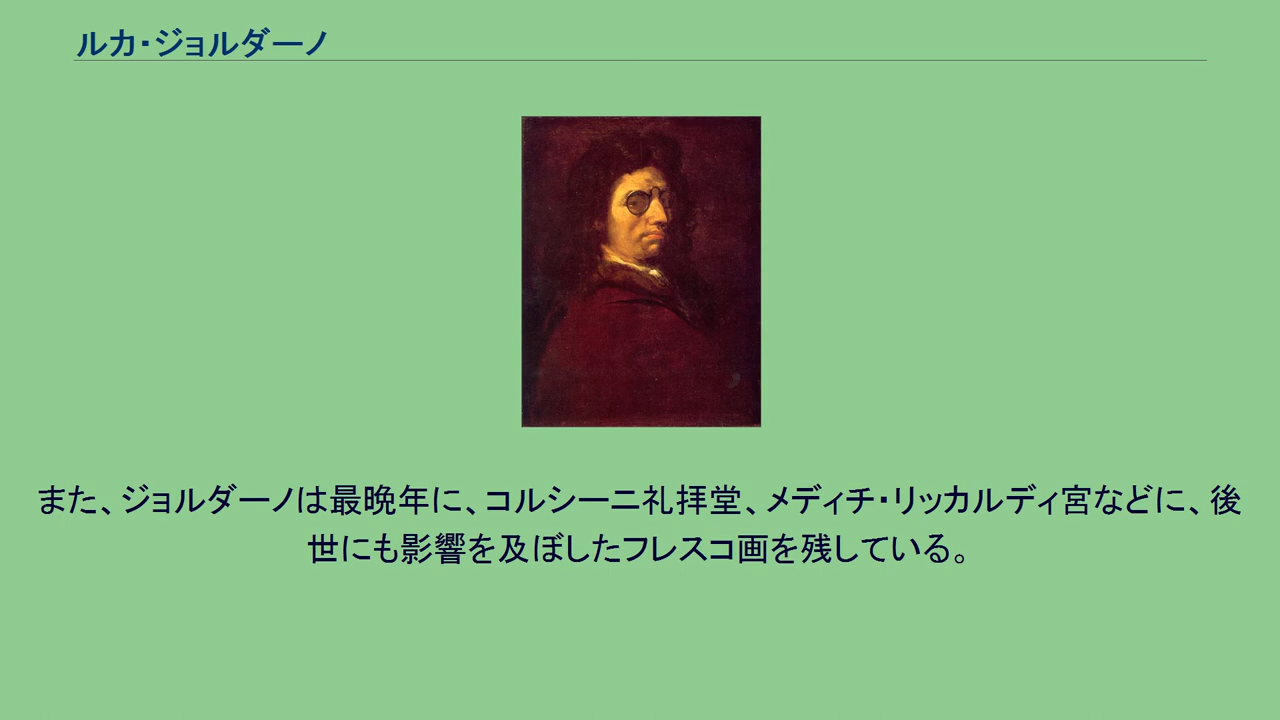 ルカ・ジョルダーノ
また、ジョルダーノは最晩年に、コルシーニ礼拝堂、メディチ・リッカルディ宮などに、後
世にも影響を及ぼしたフレスコ画を残している。